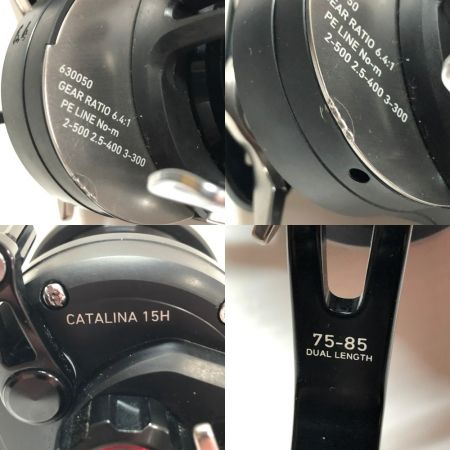 630050
GEAR RATIO 6.4:1
PE LINE No-m
2-500 2.5-400 3-300
50
GEAR RATIO 6.4:1
PE LINE No-m
2-500 2.5-400 3-300
CATALINA 15H
75-85
DUAL LENGTH